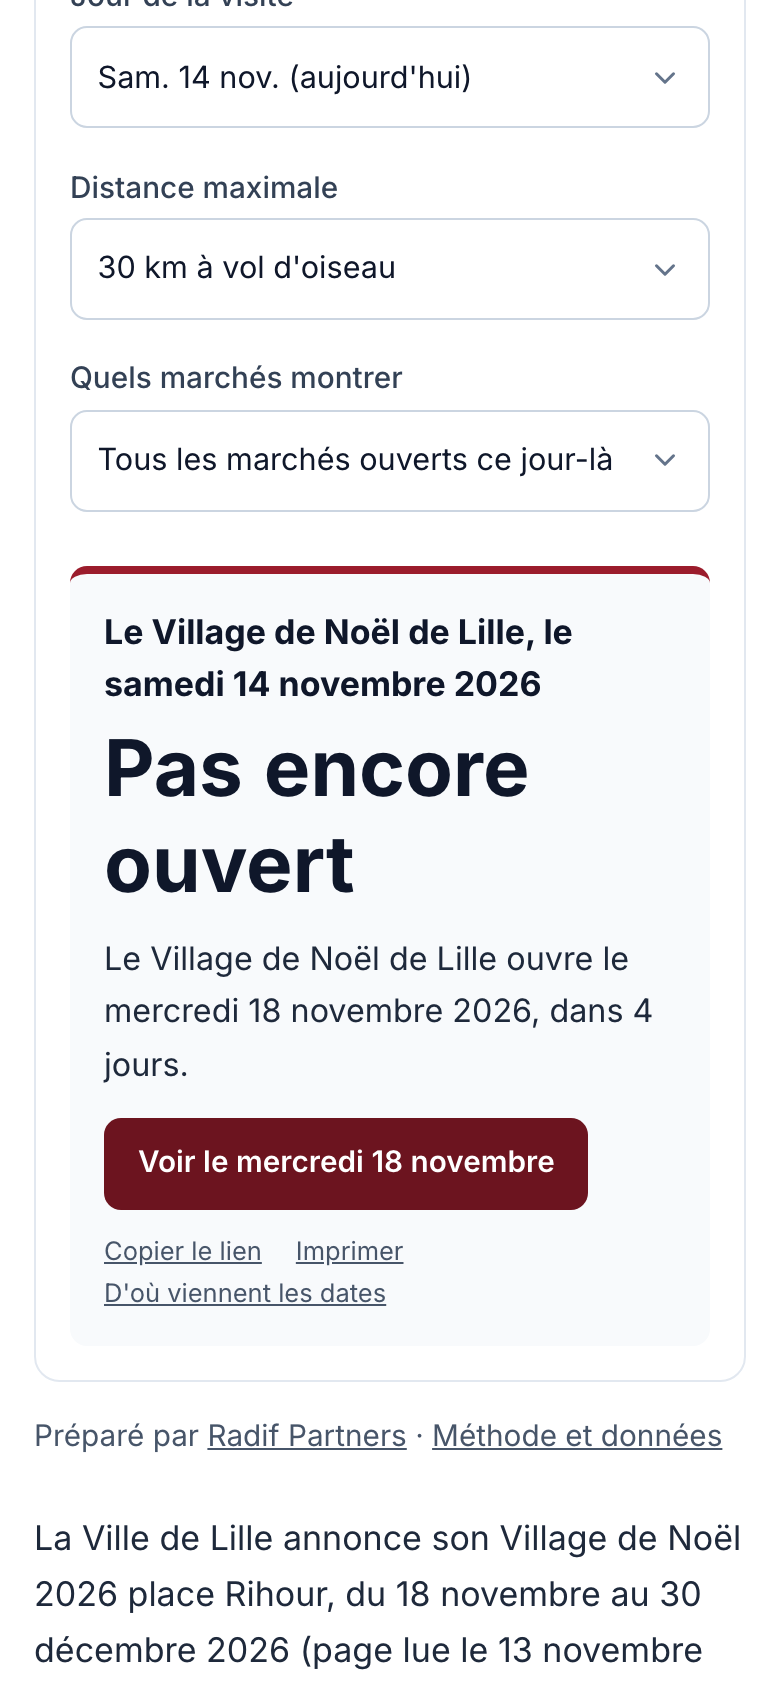 Jour de la visite
Sam. 14 nov. (aujourd'hui)
Distance maximale
30 km à vol d'oiseau
Quels marchés montrer
Tous les marchés ouverts ce jour-là
Le Village de Noël de Lille, le
samedi 14 novembre 2026
Pas encore
ouvert
Le Village de Noël de Lille ouvre le
mercredi 18 novembre 2026, dans 4
jours.
Voir le mercredi 18 novembre
Copier le lien Imprimer
D'où viennent les dates
Préparé par Radif Partners · Méthode et données
La Ville de Lille annonce son Village de Noël
2026 place Rihour, du 18 novembre au 30
décembre 2026 (page lue le 13 novembre